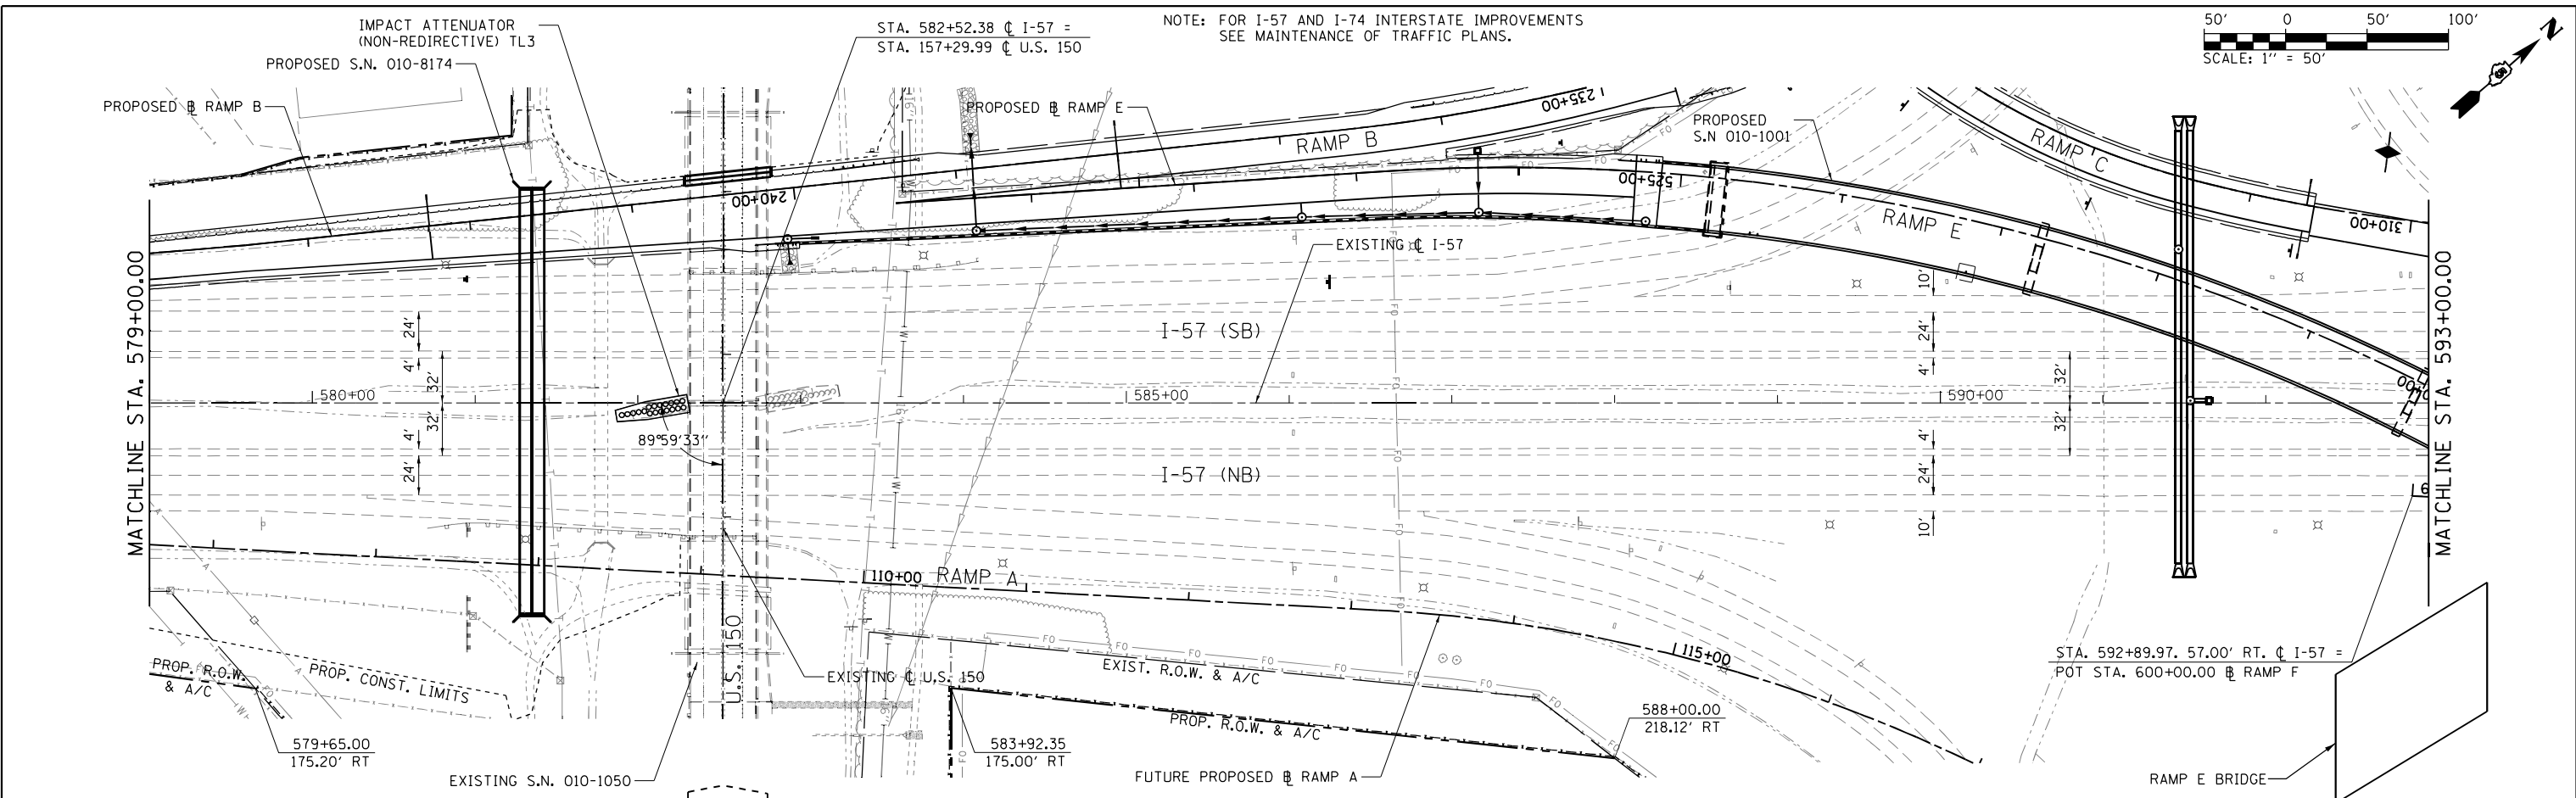 IMPACT ATTENUATOR
(NON-REDIRECTIVE) TL3
PROPOSED S.N. 010-8174
PROPOSED ⅊ RAMP B
STA. 582+52.38 ℄ I-57 =
STA. 157+29.99 ℄ U.S. 150
NOTE: FOR I-57 AND I-74 INTERSTATE IMPROVEMENTS
SEE MAINTENANCE OF TRAFFIC PLANS.
50' 0 50' 100'
SCALE: 1" = 50'
N
PROPOSED ⅊ RAMP E
235+00
RAMP B
PROPOSED
S.N 010-1001
RAMP C
240+00
525+00
RAMP E
310+00
EXISTING ℄ I-57
MATCHLINE STA. 579+00.00
MATCHLINE STA. 593+00.00
24'
4'
32'
32'
4'
24'
I-57 (SB)
10'
24'
4'
32'
32'
4'
24'
10'
580+00
585+00
590+00
89°59'33"
I-57 (NB)
110+00
RAMP A
U.S. 150
EXISTING ℄ U.S. 150
EXIST. R.O.W. & A/C
115+00
PROP. R.O.W.
& A/C
PROP. CONST. LIMITS
PROP. R.O.W. & A/C
STA. 592+89.97. 57.00' RT. ℄ I-57 =
POT STA. 600+00.00 ⅊ RAMP F
579+65.00
175.20' RT
583+92.35
175.00' RT
588+00.00
218.12' RT
EXISTING S.N. 010-1050
FUTURE PROPOSED ⅊ RAMP A
RAMP E BRIDGE